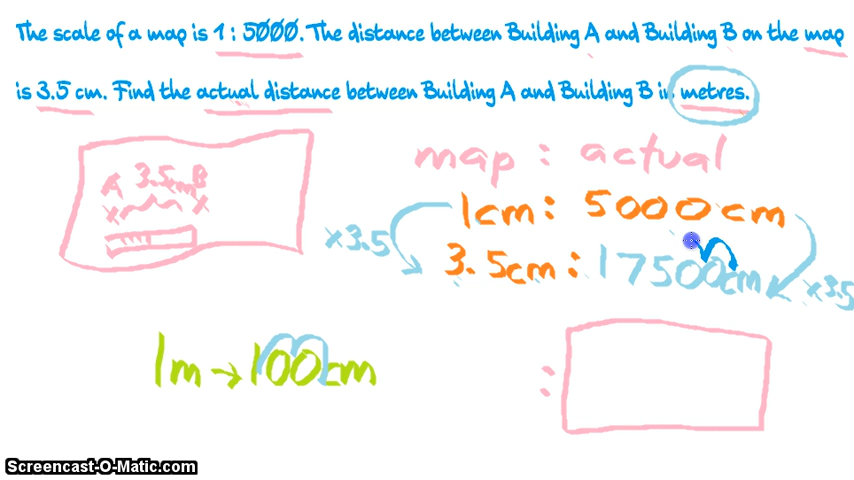 The scale of a map is 1 : 5000. The distance between Building A and Building B on the map
is 3.5 cm. Find the actual distance between Building A and Building B in metres.
map : actual
A 3.5cm B
x x
1cm : 5000cm
x3.5
3.5cm : 17500cm
x3.5
1m → 100cm
:
Screencast-O-Matic.com